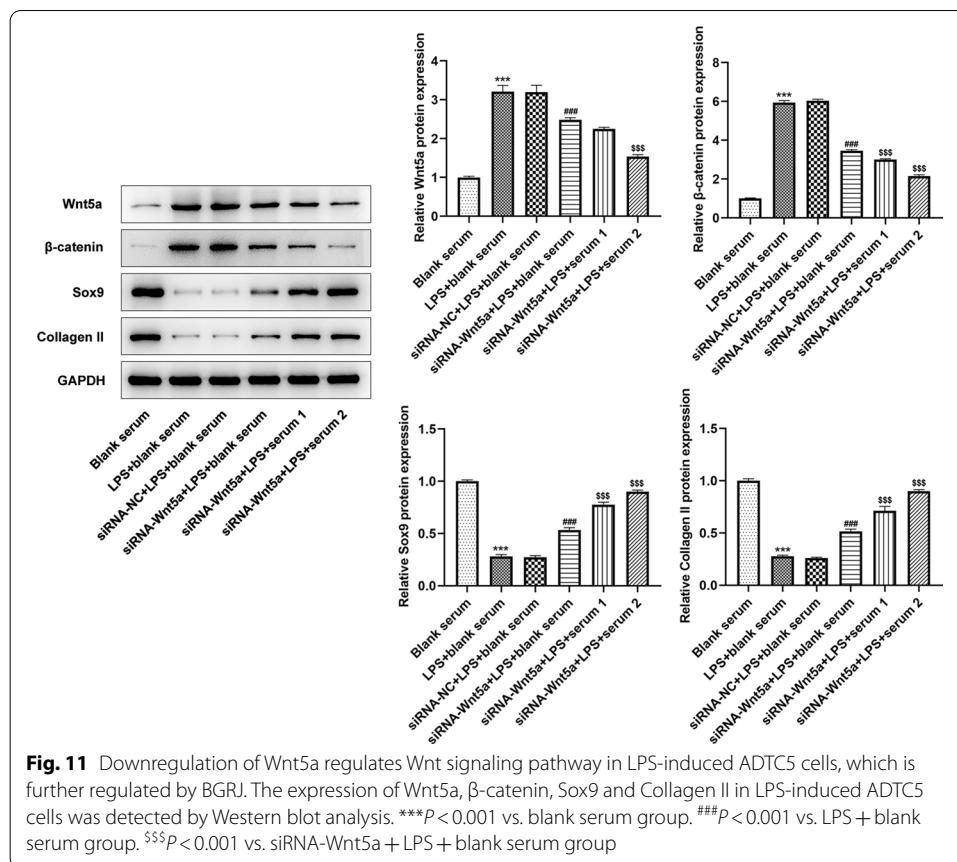 Wnt5a
β-catenin
Sox9
Collagen II
GAPDH
Blank serum
LPS+blank serum
siRNA-NC+LPS+blank serum
siRNA-Wnt5a+LPS+blank serum
siRNA-Wnt5a+LPS+serum 1
siRNA-Wnt5a+LPS+serum 2
Relative Wnt5a protein expression
4
3
2
1
0
***
###
$$$
Blank serum
LPS+blank serum
siRNA-NC+LPS+blank serum
siRNA-Wnt5a+LPS+blank serum
siRNA-Wnt5a+LPS+serum 1
siRNA-Wnt5a+LPS+serum 2
Relative β-catenin protein expression
8
6
4
2
0
***
###
$$$
$$$
Blank serum
LPS+blank serum
siRNA-NC+LPS+blank serum
siRNA-Wnt5a+LPS+blank serum
siRNA-Wnt5a+LPS+serum 1
siRNA-Wnt5a+LPS+serum 2
Relative Sox9 protein expression
1.5
1.0
0.5
0.0
***
###
$$$
$$$
Blank serum
LPS+blank serum
siRNA-NC+LPS+blank serum
siRNA-Wnt5a+LPS+blank serum
siRNA-Wnt5a+LPS+serum 1
siRNA-Wnt5a+LPS+serum 2
Relative Collagen II protein expression
1.5
1.0
0.5
0.0
***
###
$$$
$$$
Blank serum
LPS+blank serum
siRNA-NC+LPS+blank serum
siRNA-Wnt5a+LPS+blank serum
siRNA-Wnt5a+LPS+serum 1
siRNA-Wnt5a+LPS+serum 2
Fig. 11 Downregulation of Wnt5a regulates Wnt signaling pathway in LPS-induced ADTC5 cells, which is
further regulated by BGRJ. The expression of Wnt5a, β-catenin, Sox9 and Collagen II in LPS-induced ADTC5
cells was detected by Western blot analysis. ***P < 0.001 vs. blank serum group. ###P < 0.001 vs. LPS + blank
serum group. $$$P < 0.001 vs. siRNA-Wnt5a + LPS + blank serum group